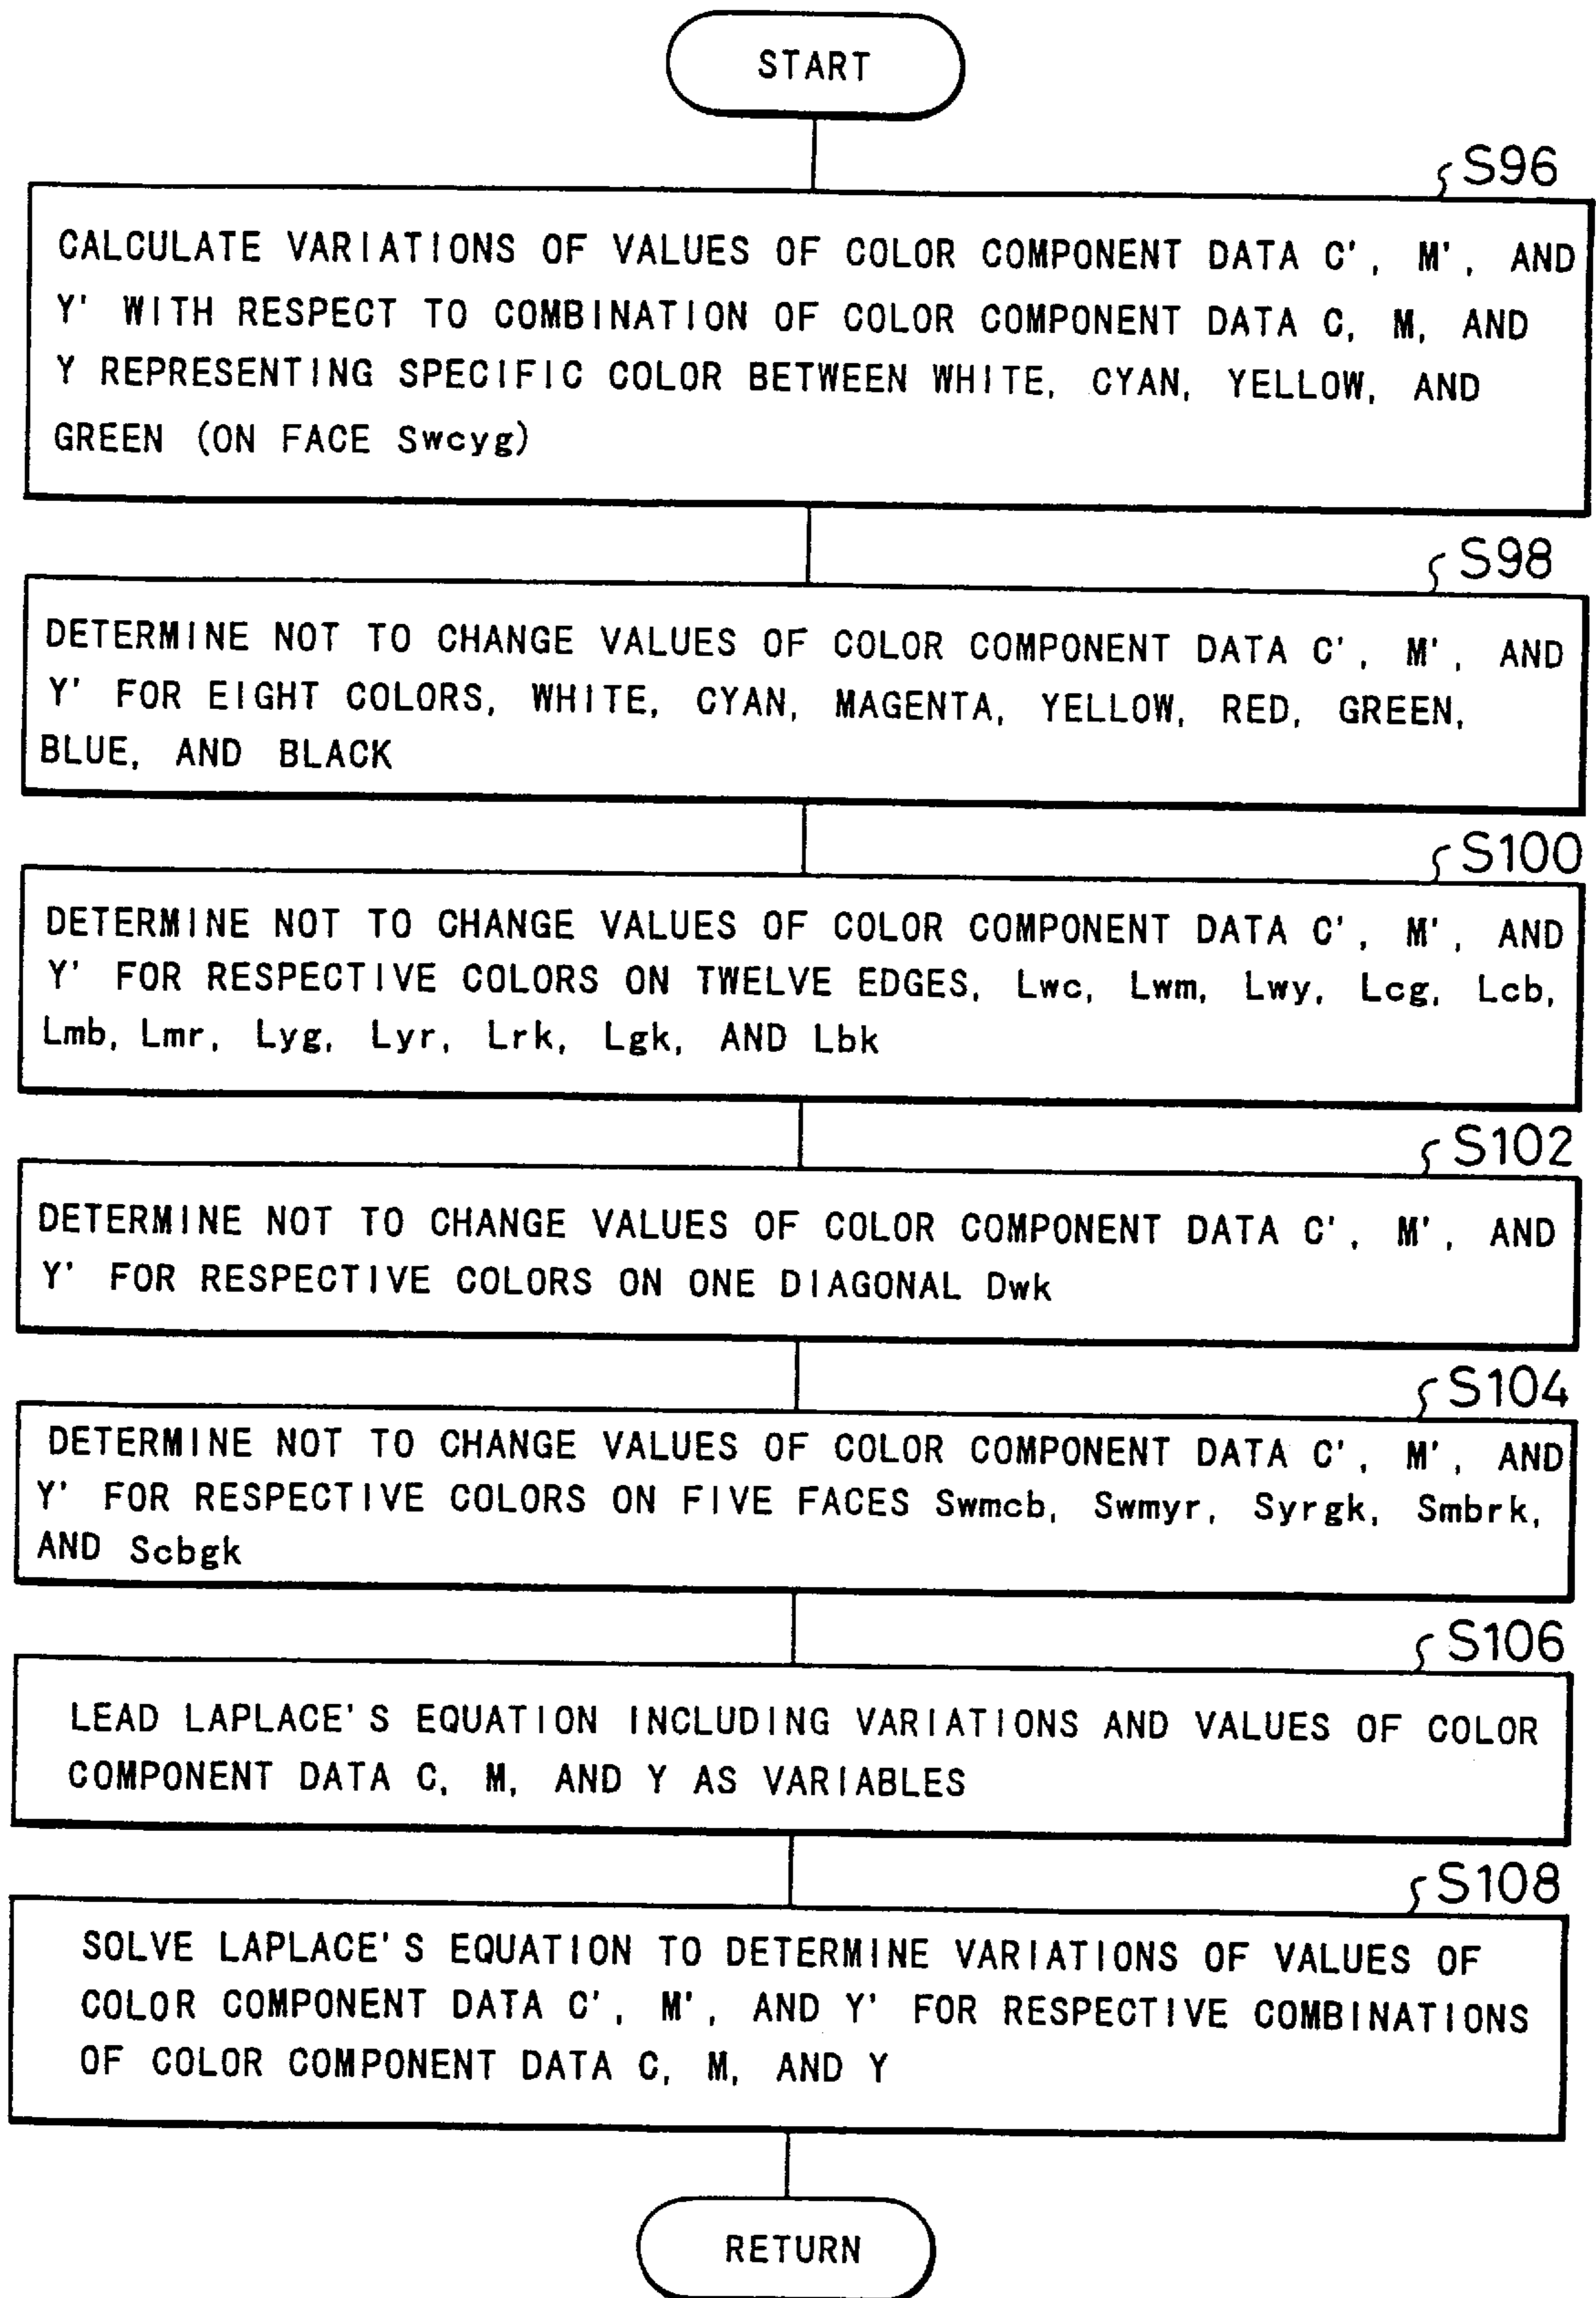 START
S96
CALCULATE VARIATIONS OF VALUES OF COLOR COMPONENT DATA C', M', AND
Y' WITH RESPECT TO COMBINATION OF COLOR COMPONENT DATA C, M, AND
Y REPRESENTING SPECIFIC COLOR BETWEEN WHITE, CYAN, YELLOW, AND
GREEN (ON FACE Swcyg)
S98
DETERMINE NOT TO CHANGE VALUES OF COLOR COMPONENT DATA C', M', AND
Y' FOR EIGHT COLORS, WHITE, CYAN, MAGENTA, YELLOW, RED, GREEN,
BLUE, AND BLACK
S100
DETERMINE NOT TO CHANGE VALUES OF COLOR COMPONENT DATA C', M', AND
Y' FOR RESPECTIVE COLORS ON TWELVE EDGES, Lwc, Lwm, Lwy, Lcg, Lcb,
Lmb, Lmr, Lyg, Lyr, Lrk, Lgk, AND Lbk
S102
DETERMINE NOT TO CHANGE VALUES OF COLOR COMPONENT DATA C', M', AND
Y' FOR RESPECTIVE COLORS ON ONE DIAGONAL Dwk
S104
DETERMINE NOT TO CHANGE VALUES OF COLOR COMPONENT DATA C', M', AND
Y' FOR RESPECTIVE COLORS ON FIVE FACES Swmcb, Swmyr, Syrgk, Smbrk,
AND Scbgk
S106
LEAD LAPLACE'S EQUATION INCLUDING VARIATIONS AND VALUES OF COLOR
COMPONENT DATA C, M, AND Y AS VARIABLES
S108
SOLVE LAPLACE'S EQUATION TO DETERMINE VARIATIONS OF VALUES OF
COLOR COMPONENT DATA C', M', AND Y' FOR RESPECTIVE COMBINATIONS
OF COLOR COMPONENT DATA C, M, AND Y
RETURN